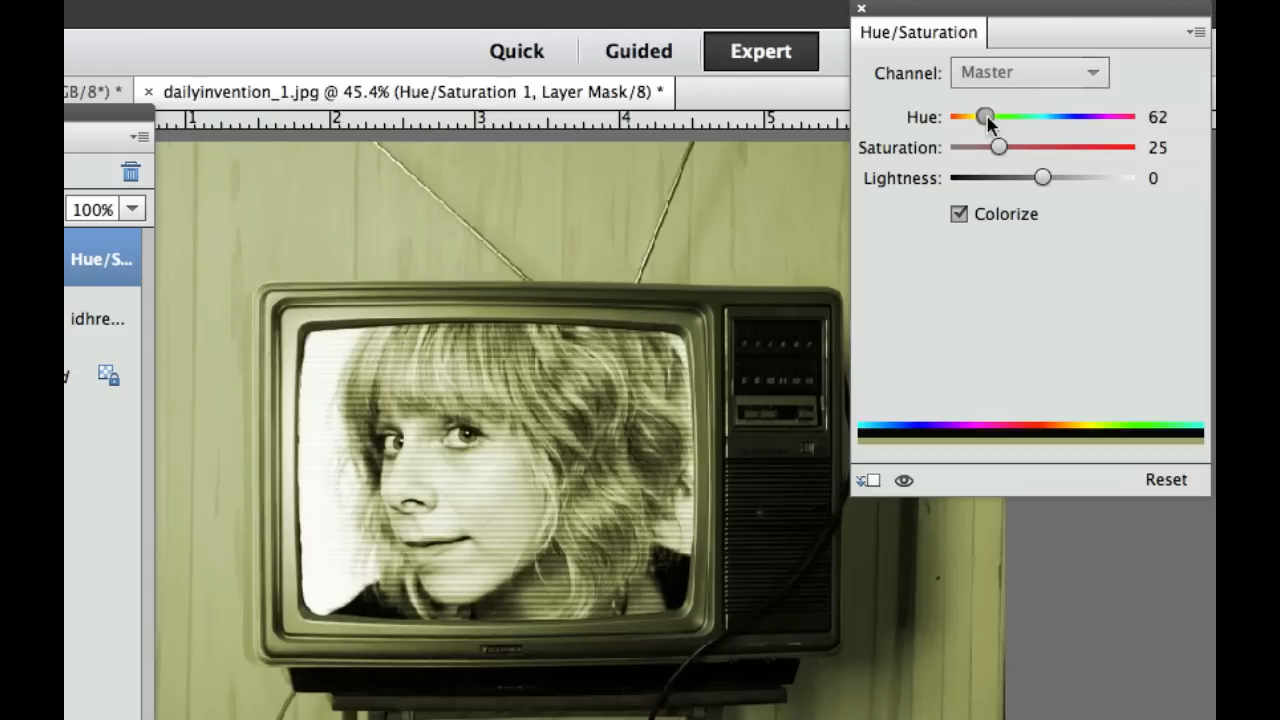 Hue/Saturation
Quick
Guided
Expert
Channel:
Master
GB/8*) *
× dailyinvention_1.jpg @ 45.4% (Hue/Saturation 1, Layer Mask/8) *
Hue:
62
2
3
4
5
Saturation:
25
Lightness:
0
100%
Colorize
Hue/S...
idhre...
Reset
TOSHIBA